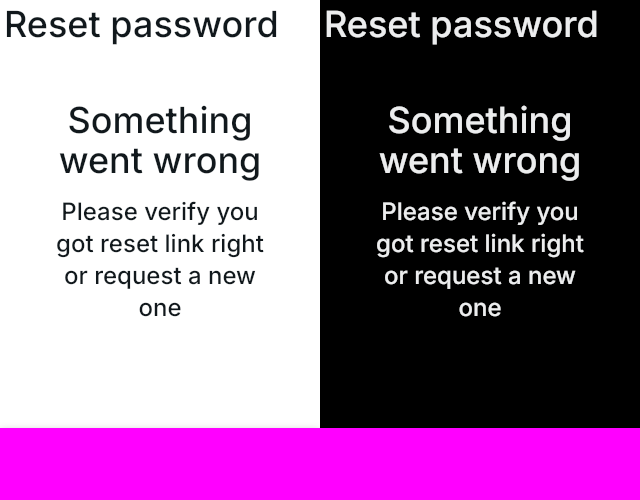 Reset password
Something
went wrong
Please verify you
got reset link right
or request a new
one
Reset password
Something
went wrong
Please verify you
got reset link right
or request a new
one